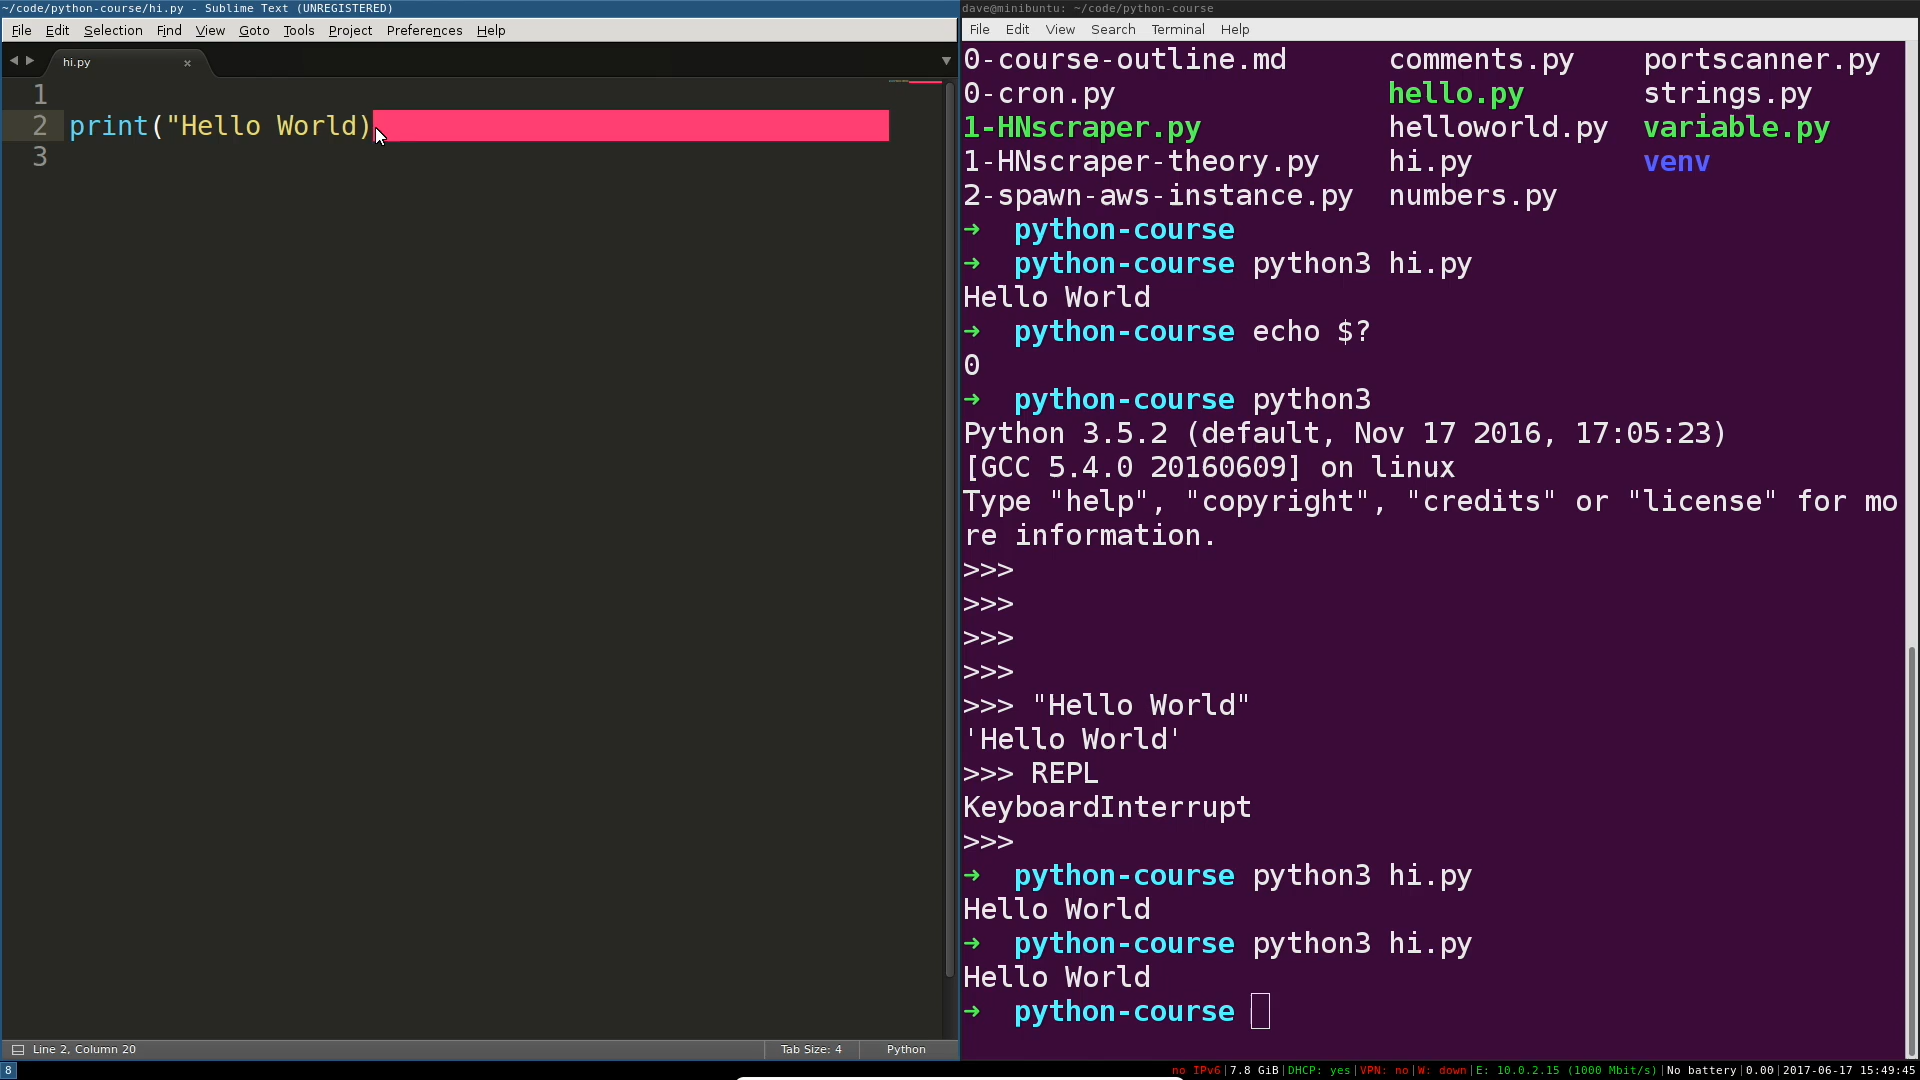 ~/code/python-course/hi.py - Sublime Text (UNREGISTERED)
File Edit Selection Find View Goto Tools Project Preferences Help
hi.py
1
2 print("Hello World)
3
Line 2, Column 20
Tab Size: 4
Python
dave@minibuntu: ~/code/python-course
File Edit View Search Terminal Help
0-course-outline.md comments.py portscanner.py
0-cron.py hello.py strings.py
1-HNscraper.py helloworld.py variable.py
1-HNscraper-theory.py hi.py venv
2-spawn-aws-instance.py numbers.py
➜ python-course
➜ python-course python3 hi.py
Hello World
➜ python-course echo $?
0
➜ python-course python3
Python 3.5.2 (default, Nov 17 2016, 17:05:23)
[GCC 5.4.0 20160609] on linux
Type "help", "copyright", "credits" or "license" for mo
re information.
>>>
>>>
>>>
>>>
>>> "Hello World"
'Hello World'
>>> REPL
KeyboardInterrupt
>>>
➜ python-course python3 hi.py
Hello World
➜ python-course python3 hi.py
Hello World
➜ python-course
8
no IPv6|7.8 GiB|DHCP: yes|VPN: no|W: down|E: 10.0.2.15 (1000 Mbit/s)|No battery|0.00|2017-06-17 15:49:45